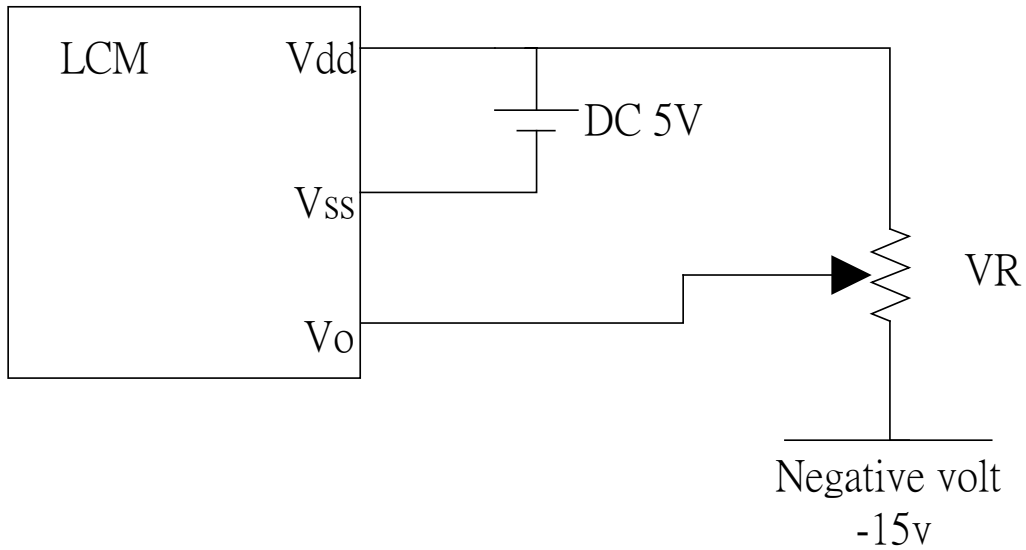 LCM
Vdd
DC 5V
Vss
Vo
VR
Negative volt
-15v